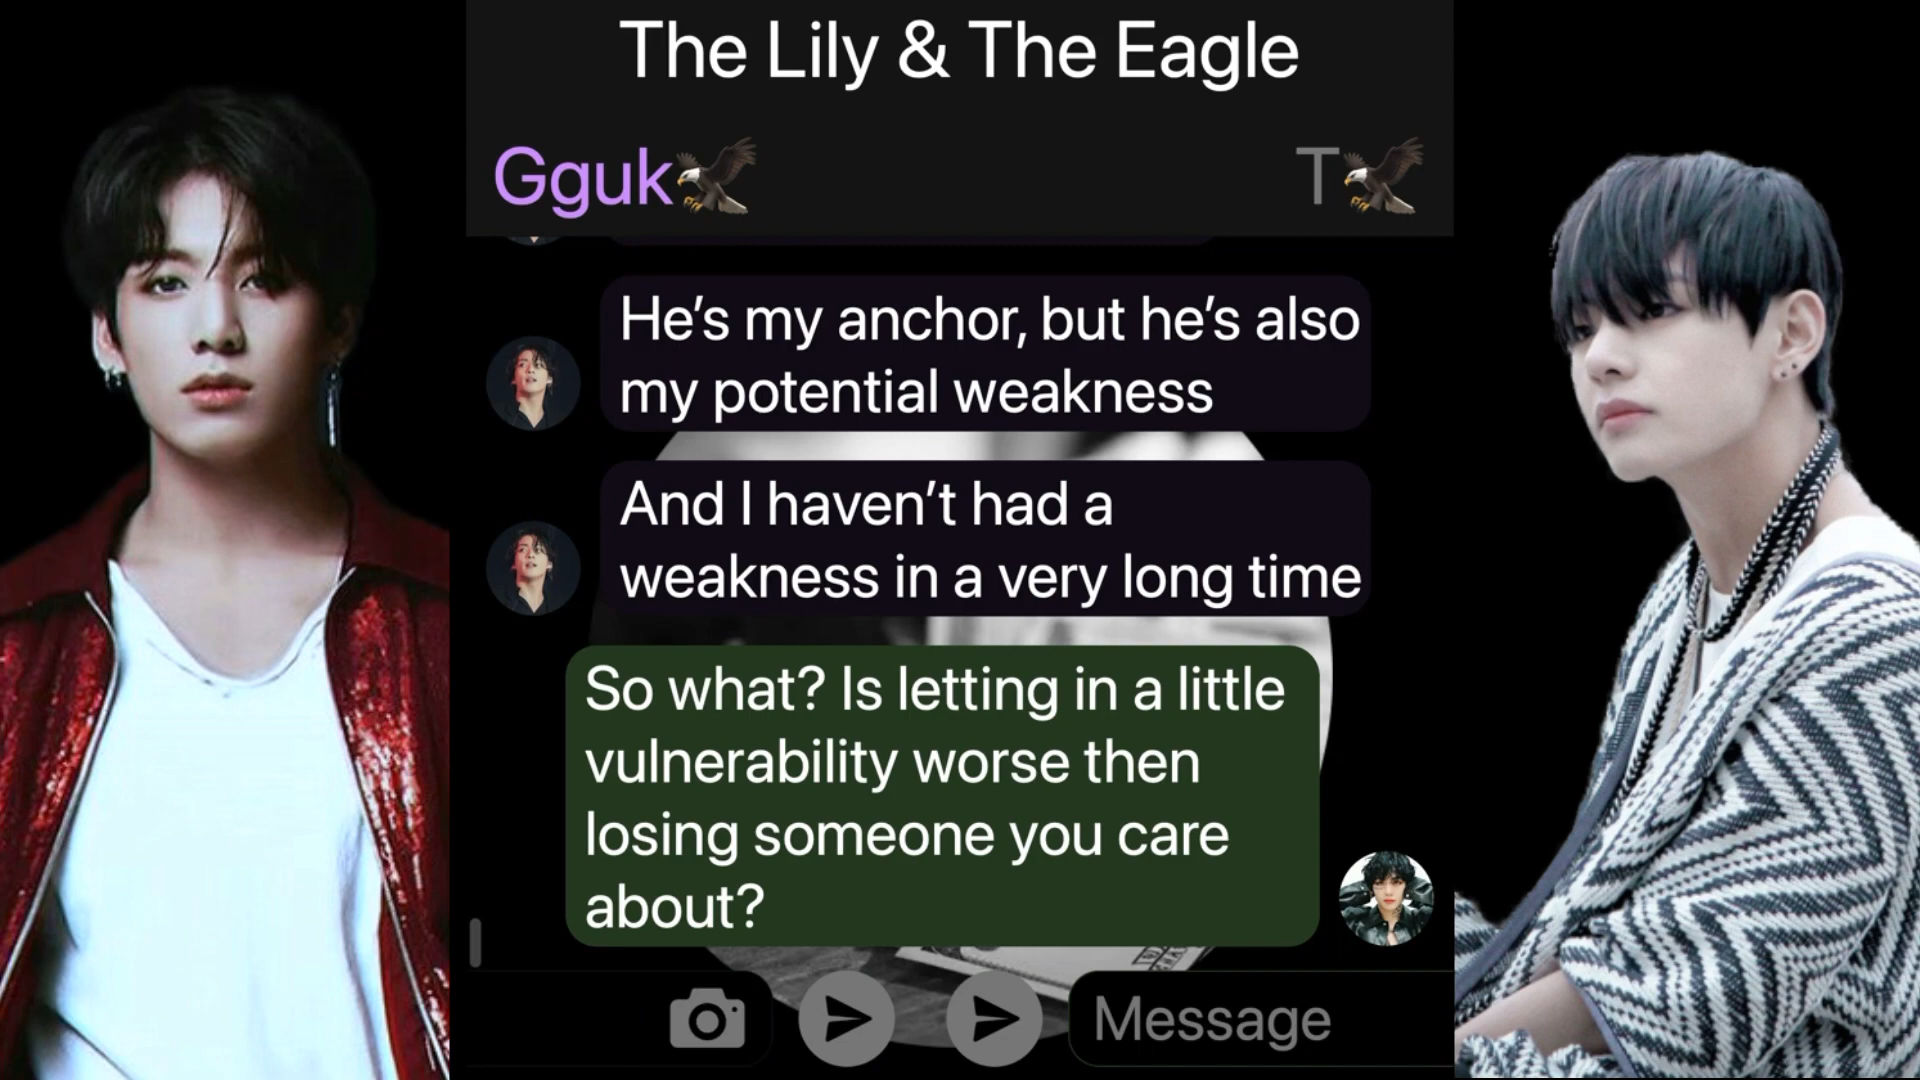 The Lily & The Eagle
Gguk🦅
T🦅
He’s my anchor, but he’s also
my potential weakness
And I haven’t had a
weakness in a very long time
So what? Is letting in a little
vulnerability worse then
losing someone you care
about?
Message